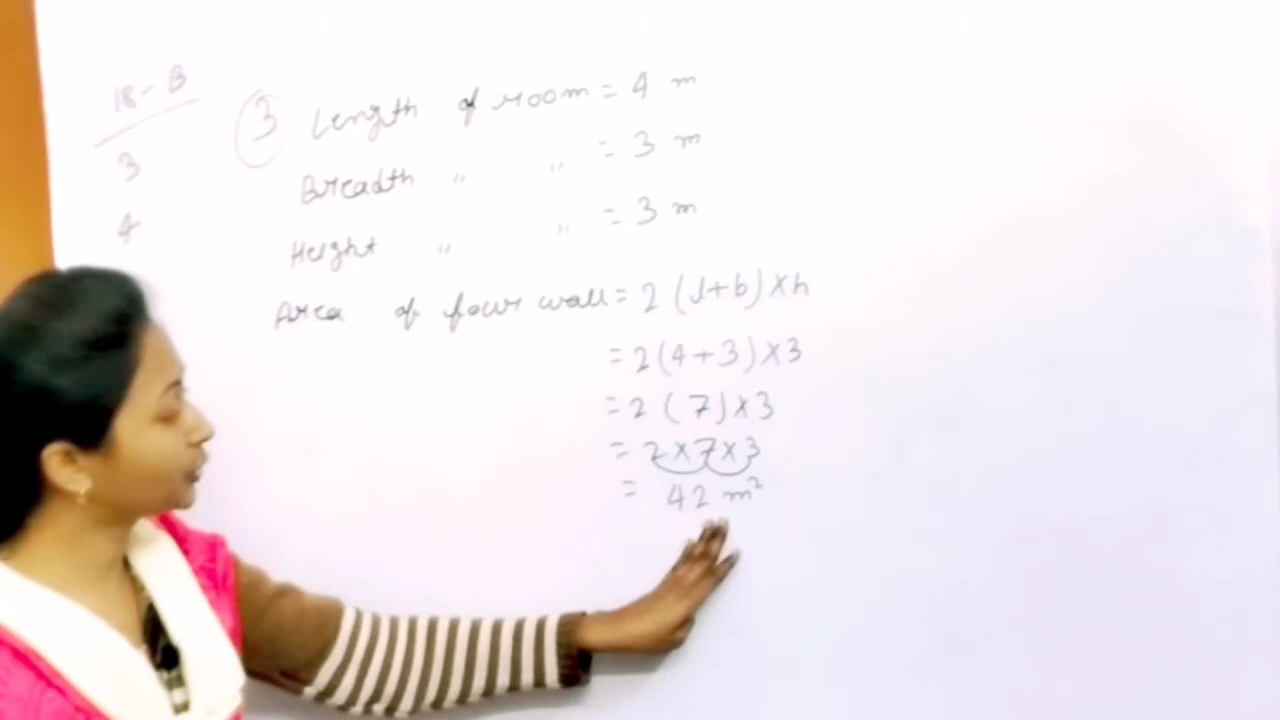 18-B
3
4
3 Length of room = 4 m
Breadth " " = 3 m
Height " " = 3 m
Area of four wall = 2 (l+b) × h
= 2(4+3)×3
= 2 (7)×3
= 2×7×3
= 42 m²